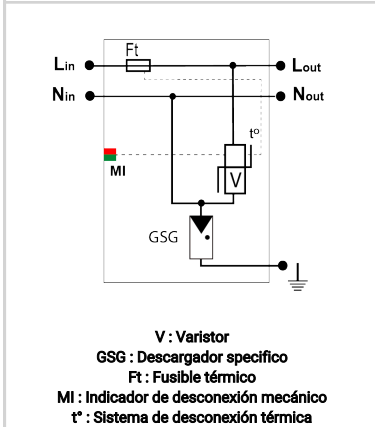 Ft
Lin
Lout
Nin
Nout
t°
MI
V
GSG
V : Varistor
GSG : Descargador specifico
Ft : Fusible térmico
MI : Indicador de desconexión mecánico
t° : Sistema de desconexión térmica